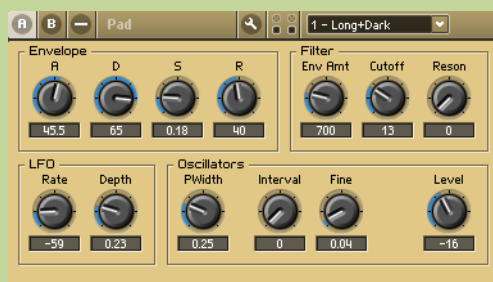 A B Pad 1 - Long+Dark
Envelope
A D S R
45.5 65 0.18 40
Filter
Env Amt Cutoff Reson
700 13 0
LFO
Rate Depth
-59 0.23
Oscillators
PWidth Interval Fine Level
0.25 0 0.04 -16